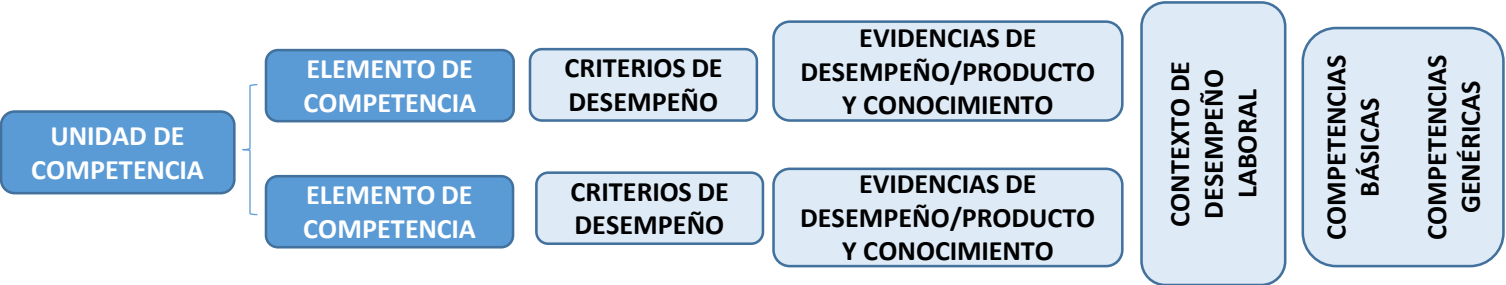 UNIDAD DE
COMPETENCIA
ELEMENTO DE
COMPETENCIA
CRITERIOS DE
DESEMPEÑO
EVIDENCIAS DE
DESEMPEÑO/PRODUCTO
Y CONOCIMIENTO
ELEMENTO DE
COMPETENCIA
CRITERIOS DE
DESEMPEÑO
EVIDENCIAS DE
DESEMPEÑO/PRODUCTO
Y CONOCIMIENTO
CONTEXTO DE
DESEMPEÑO
LABORAL
COMPETENCIAS
BÁSICAS
COMPETENCIAS
GENÉRICAS